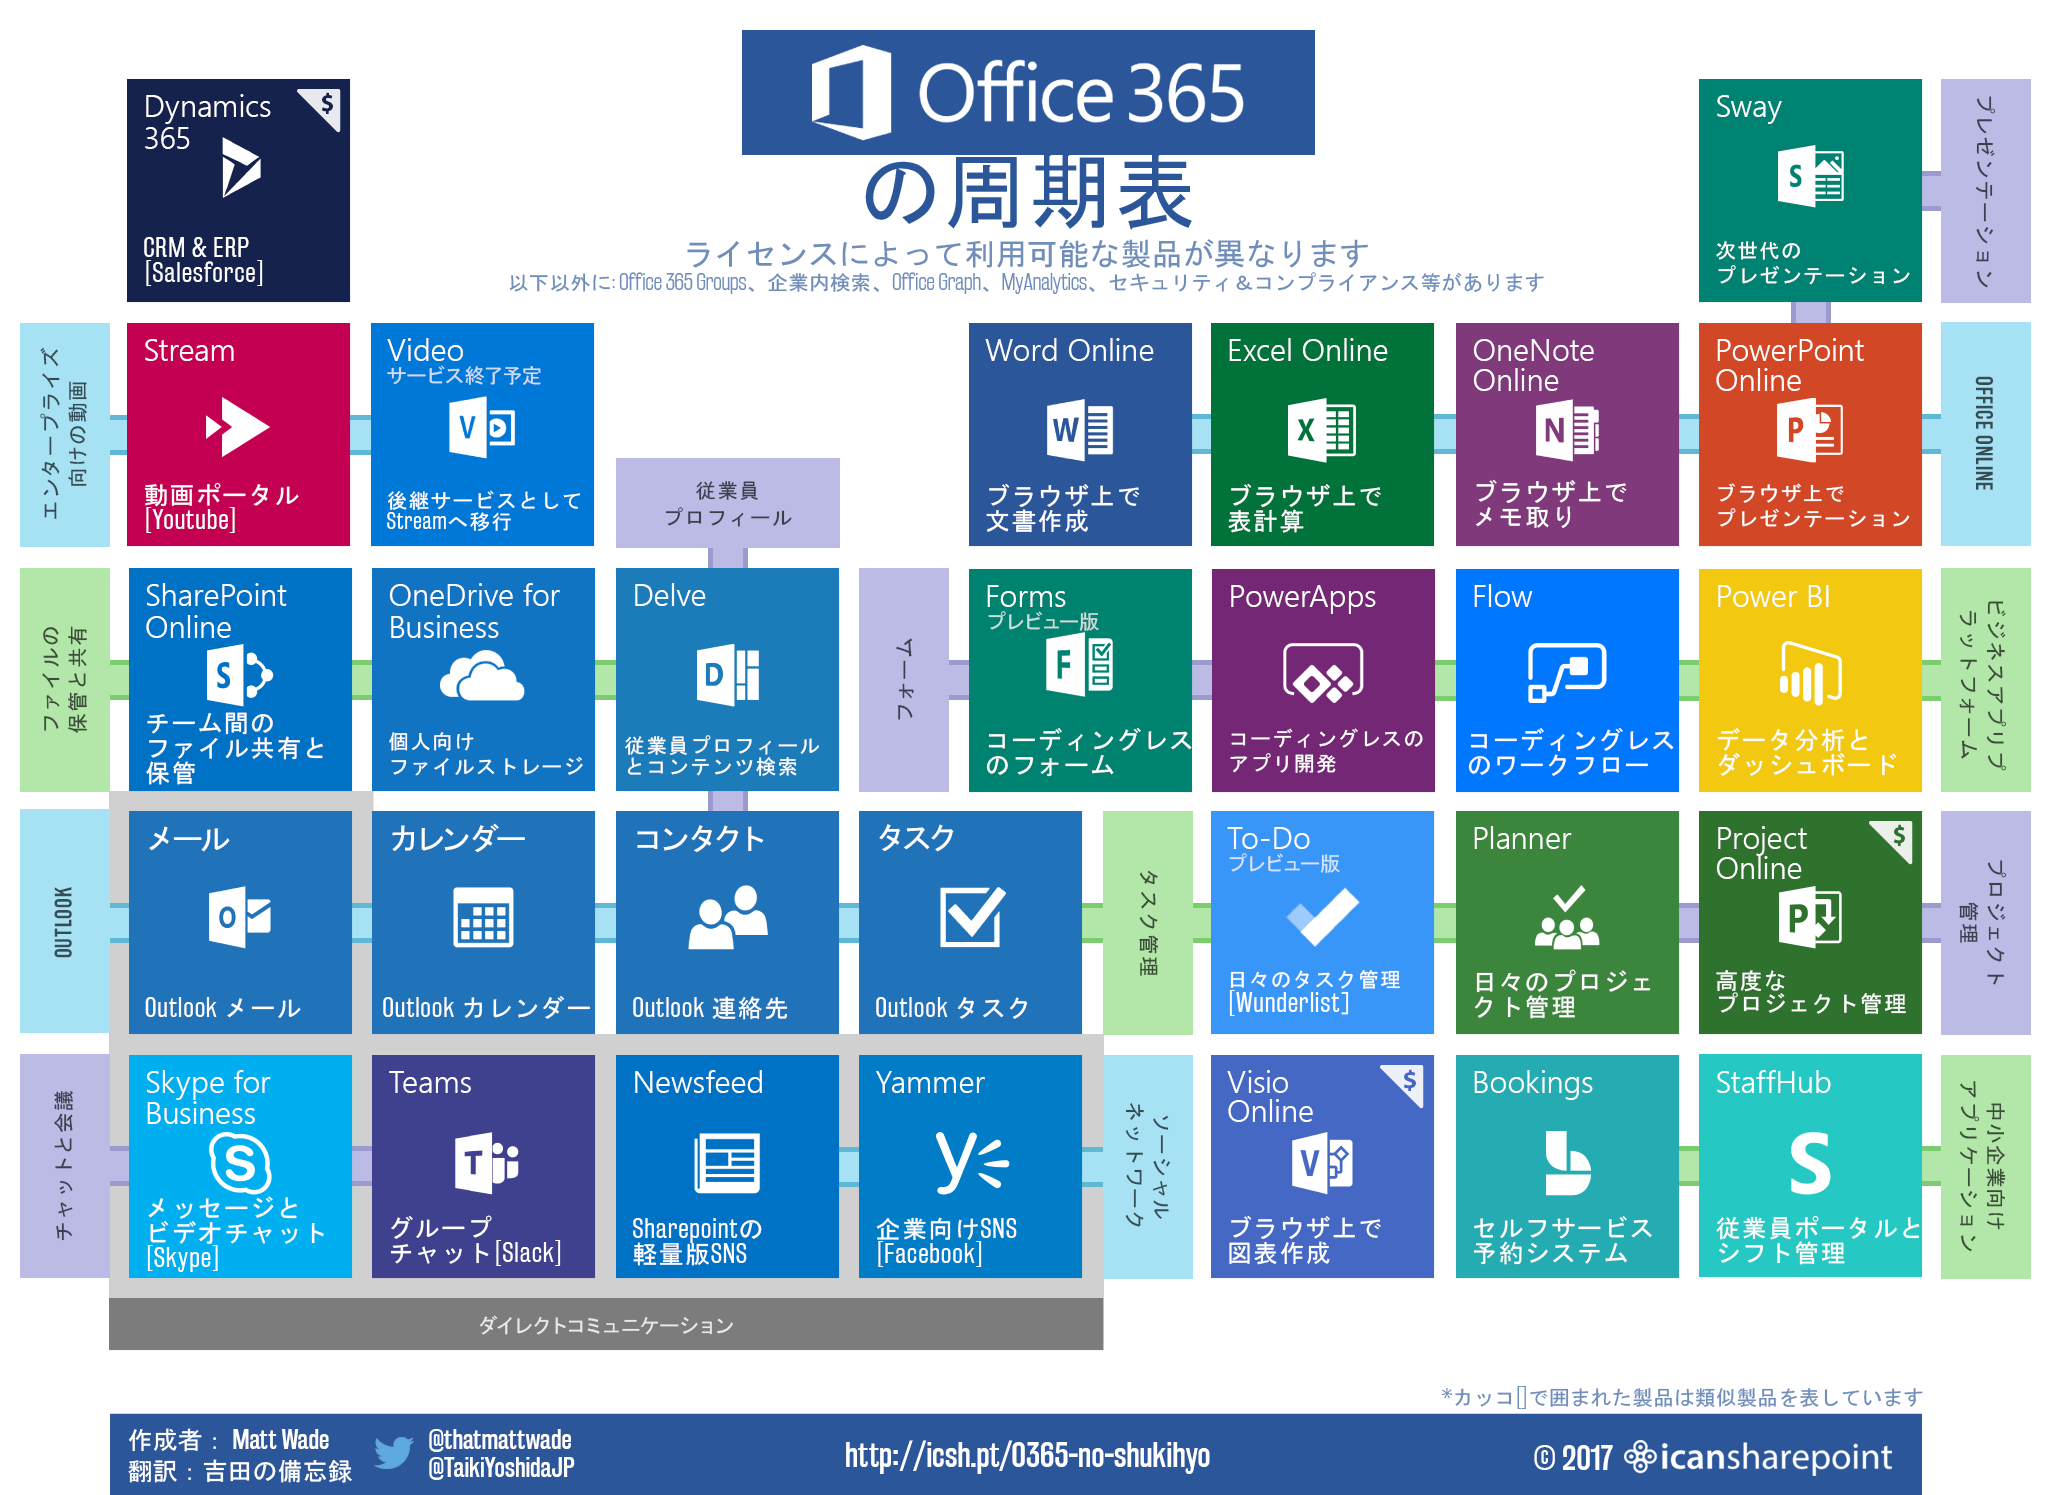 Office 365
の周期表
ライセンスによって利用可能な製品が異なります
以下以外に: Office 365 Groups、企業内検索、Office Graph、MyAnalytics、セキュリティ＆コンプライアンス等があります
Dynamics
365
$
CRM & ERP
[Salesforce]
Sway
S
次世代の
プレゼンテーション
プレゼンテーション
エンタープライズ
向けの動画
Stream
動画ポータル
[Youtube]
Video
サービス終了予定
V
後継サービスとして
Streamへ移行
従業員
プロフィール
Word Online
W
ブラウザ上で
文書作成
Excel Online
X
ブラウザ上で
表計算
OneNote
Online
N
ブラウザ上で
メモ取り
PowerPoint
Online
P
ブラウザ上で
プレゼンテーション
OFFICE ONLINE
ファイルの
保管と共有
SharePoint
Online
S
チーム間の
ファイル共有と
保管
OneDrive for
Business
個人向け
ファイルストレージ
Delve
D
従業員プロフィール
とコンテンツ検索
フォーム
Forms
プレビュー版
F
コーディングレス
のフォーム
PowerApps
コーディングレスの
アプリ開発
Flow
コーディングレス
のワークフロー
Power BI
データ分析と
ダッシュボード
ビジネスアプリプ
ラットフォーム
OUTLOOK
メール
O
Outlook メール
カレンダー
Outlook カレンダー
コンタクト
Outlook 連絡先
タスク
Outlook タスク
タスク管理
To-Do
プレビュー版
日々のタスク管理
[Wunderlist]
Planner
日々のプロジェ
クト管理
Project
Online
$
P
高度な
プロジェクト管理
プロジェクト
管理
チャットと会議
Skype for
Business
S
メッセージと
ビデオチャット
[Skype]
Teams
T
グループ
チャット[Slack]
Newsfeed
Sharepointの
軽量版SNS
Yammer
y
企業向けSNS
[Facebook]
ソーシャル
ネットワーク
Visio
Online
$
V
ブラウザ上で
図表作成
Bookings
b
セルフサービス
予約システム
StaffHub
S
従業員ポータルと
シフト管理
中小企業向け
アプリケーション
ダイレクトコミュニケーション
*カッコ[]で囲まれた製品は類似製品を表しています
作成者： Matt Wade
翻訳：吉田の備忘録
@thatmattwade
@TaikiYoshidaJP
http://icsh.pt/O365-no-shukihyo
© 2017 icansharepoint